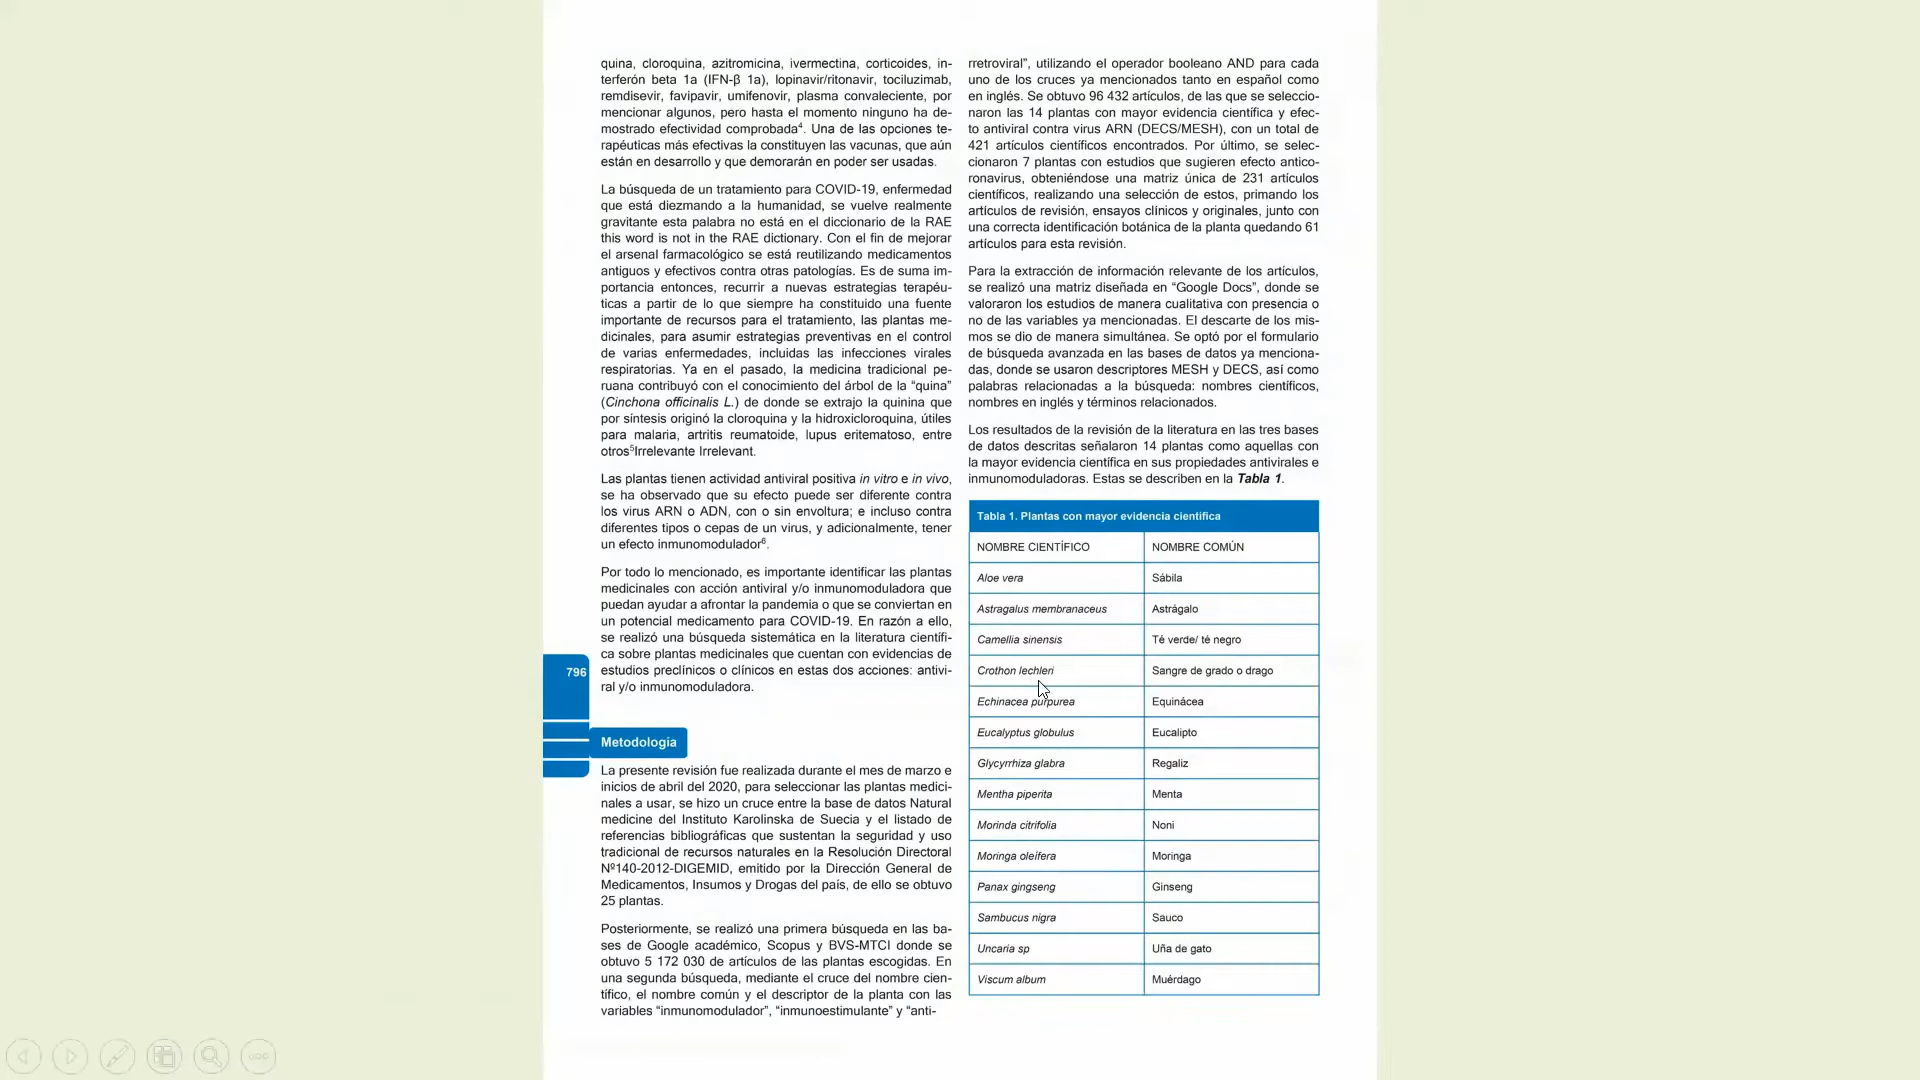 quina, cloroquina, azitromicina, ivermectina, corticoides, in-
terferón beta 1a (IFN-β 1a), lopinavir/ritonavir, tociluzimab,
remdisevir, favipavir, umifenovir, plasma convaleciente, por
mencionar algunos, pero hasta el momento ninguno ha de-
mostrado efectividad comprobada⁴. Una de las opciones te-
rapéuticas más efectivas la constituyen las vacunas, que aún
están en desarrollo y que demorarán en poder ser usadas.
La búsqueda de un tratamiento para COVID-19, enfermedad
que está diezmando a la humanidad, se vuelve realmente
gravitante esta palabra no está en el diccionario de la RAE
this word is not in the RAE dictionary. Con el fin de mejorar
el arsenal farmacológico se está reutilizando medicamentos
antiguos y efectivos contra otras patologías. Es de suma im-
portancia entonces, recurrir a nuevas estrategias terapéu-
ticas a partir de lo que siempre ha constituido una fuente
importante de recursos para el tratamiento, las plantas me-
dicinales, para asumir estrategias preventivas en el control
de varias enfermedades, incluidas las infecciones virales
respiratorias. Ya en el pasado, la medicina tradicional pe-
ruana contribuyó con el conocimiento del árbol de la “quina”
(Cinchona officinalis L.) de donde se extrajo la quinina que
por síntesis originó la cloroquina y la hidroxicloroquina, útiles
para malaria, artritis reumatoide, lupus eritematoso, entre
otros⁵Irrelevante Irrelevant.
Las plantas tienen actividad antiviral positiva in vitro e in vivo,
se ha observado que su efecto puede ser diferente contra
los virus ARN o ADN, con o sin envoltura; e incluso contra
diferentes tipos o cepas de un virus, y adicionalmente, tener
un efecto inmunomodulador⁶.
Por todo lo mencionado, es importante identificar las plantas
medicinales con acción antiviral y/o inmunomoduladora que
puedan ayudar a afrontar la pandemia o que se conviertan en
un potencial medicamento para COVID-19. En razón a ello,
se realizó una búsqueda sistemática en la literatura científi-
ca sobre plantas medicinales que cuentan con evidencias de
estudios preclínicos o clínicos en estas dos acciones: antivi-
ral y/o inmunomoduladora.
796
Metodología
La presente revisión fue realizada durante el mes de marzo e
inicios de abril del 2020, para seleccionar las plantas medici-
nales a usar, se hizo un cruce entre la base de datos Natural
medicine del Instituto Karolinska de Suecia y el listado de
referencias bibliográficas que sustentan la seguridad y uso
tradicional de recursos naturales en la Resolución Directoral
Nº140-2012-DIGEMID, emitido por la Dirección General de
Medicamentos, Insumos y Drogas del país, de ello se obtuvo
25 plantas.
Posteriormente, se realizó una primera búsqueda en las ba-
ses de Google académico, Scopus y BVS-MTCI donde se
obtuvo 5 172 030 de artículos de las plantas escogidas. En
una segunda búsqueda, mediante el cruce del nombre cien-
tífico, el nombre común y el descriptor de la planta con las
variables “inmunomodulador”, “inmunoestimulante” y “anti-
rretroviral”, utilizando el operador booleano AND para cada
uno de los cruces ya mencionados tanto en español como
en inglés. Se obtuvo 96 432 artículos, de las que se seleccio-
naron las 14 plantas con mayor evidencia científica y efec-
to antiviral contra virus ARN (DECS/MESH), con un total de
421 artículos científicos encontrados. Por último, se selec-
cionaron 7 plantas con estudios que sugieren efecto antico-
ronavirus, obteniéndose una matriz única de 231 artículos
científicos, realizando una selección de estos, primando los
artículos de revisión, ensayos clínicos y originales, junto con
una correcta identificación botánica de la planta quedando 61
artículos para esta revisión.
Para la extracción de información relevante de los artículos,
se realizó una matriz diseñada en “Google Docs”, donde se
valoraron los estudios de manera cualitativa con presencia o
no de las variables ya mencionadas. El descarte de los mis-
mos se dio de manera simultánea. Se optó por el formulario
de búsqueda avanzada en las bases de datos ya menciona-
das, donde se usaron descriptores MESH y DECS, así como
palabras relacionadas a la búsqueda: nombres científicos,
nombres en inglés y términos relacionados.
Los resultados de la revisión de la literatura en las tres bases
de datos descritas señalaron 14 plantas como aquellas con
la mayor evidencia científica en sus propiedades antivirales e
inmunomoduladoras. Estas se describen en la Tabla 1.
Tabla 1. Plantas con mayor evidencia científica
NOMBRE CIENTÍFICO NOMBRE COMÚN
Aloe vera Sábila
Astragalus membranaceus Astrágalo
Camellia sinensis Té verde/ té negro
Crothon lechleri Sangre de grado o drago
Echinacea purpurea Equinácea
Eucalyptus globulus Eucalipto
Glycyrrhiza glabra Regaliz
Mentha piperita Menta
Morinda citrifolia Noni
Moringa oleífera Moringa
Panax gingseng Ginseng
Sambucus nigra Sauco
Uncaria sp Uña de gato
Viscum album Muérdago